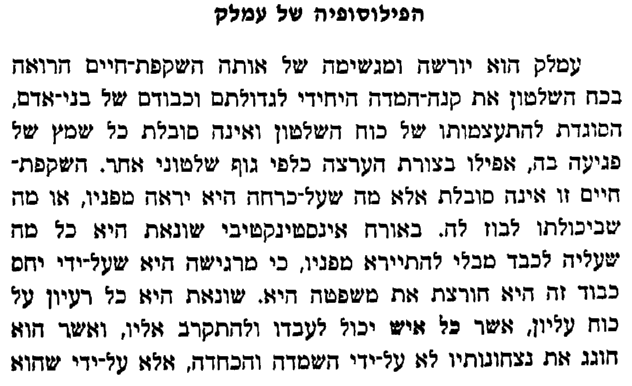 הפילוסופיה של עמלק
עמלק הוא יורשה ומגשימה של אותה השקפת-חיים הרואה
בכח השלטון את קנה-המדה היחידי לגדולתם וכבודם של בני-אדם,
הסוגדת להתעצמותו של כוח השלטון ואינה סובלת כל שמץ של
פגיעה בה, אפילו בצורת הערצה כלפי גוף שלטוני אחר. השקפת-
חיים זו אינה סובלת אלא מה שעל-כרחה היא יראה מפניו, או מה
שביכולתו לבוז לה. באורח אינסטינקטיבי שונאת היא כל מה
שעליה לכבד מבלי להתיירא מפניו, כי מרגישה היא שעל-ידי יחס
כבוד זה היא חורצת את משפטה היא. שונאת היא כל רעיון על
כוח עליון, אשר כל איש יכול לעבדו ולהתקרב אליו, ואשר הוא
חוגג את נצחונותיו לא על-ידי השמדה והכחדה, אלא על-ידי שהוא